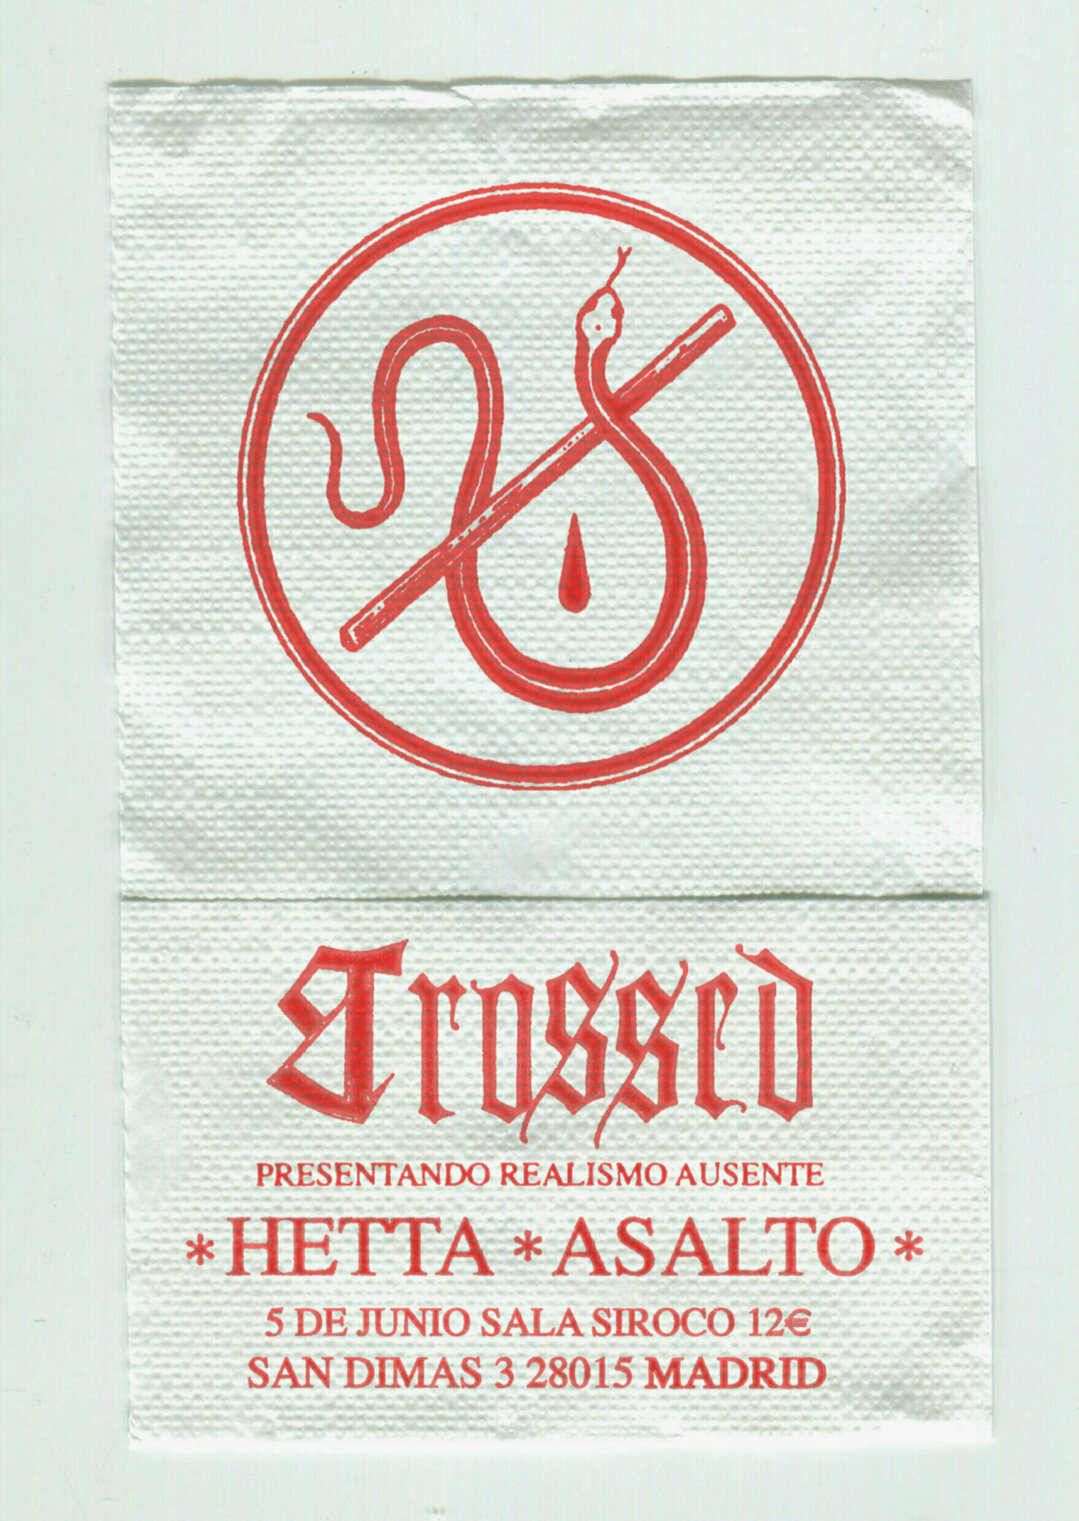 Crossed
PRESENTANDO REALISMO AUSENTE
*HETTA *ASALTO *
5 DE JUNIO SALA SIROCO 12€
SAN DIMAS 3 28015 MADRID